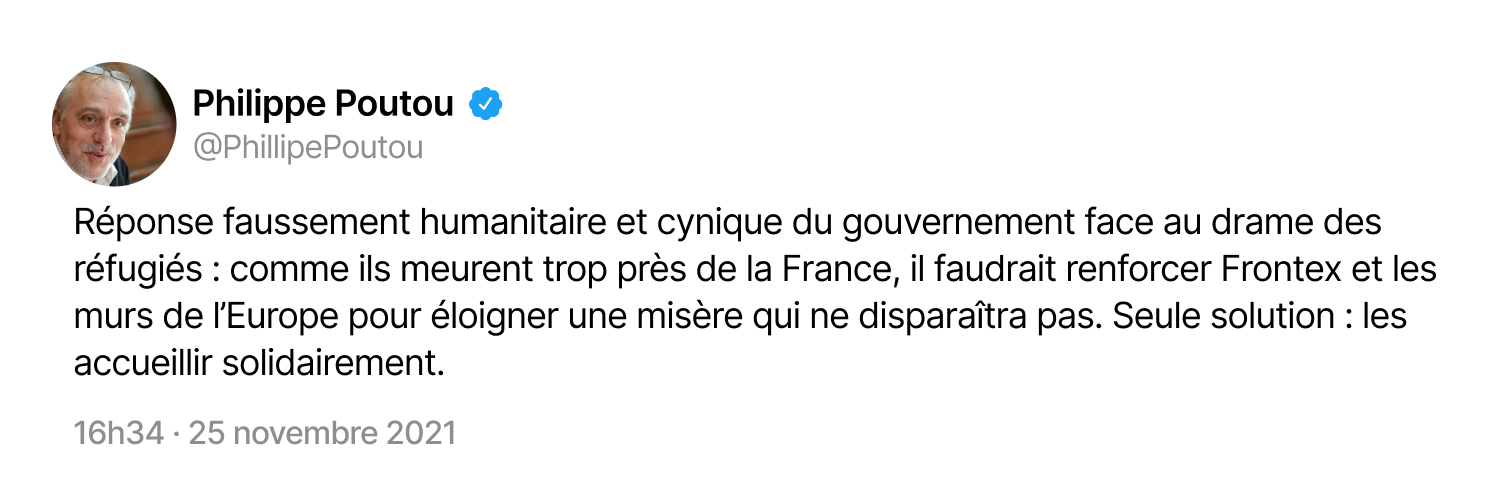 Philippe Poutou
@PhillipePoutou
Réponse faussement humanitaire et cynique du gouvernement face au drame des
réfugiés : comme ils meurent trop près de la France, il faudrait renforcer Frontex et les
murs de l’Europe pour éloigner une misère qui ne disparaîtra pas. Seule solution : les
accueillir solidairement.
16h34 · 25 novembre 2021